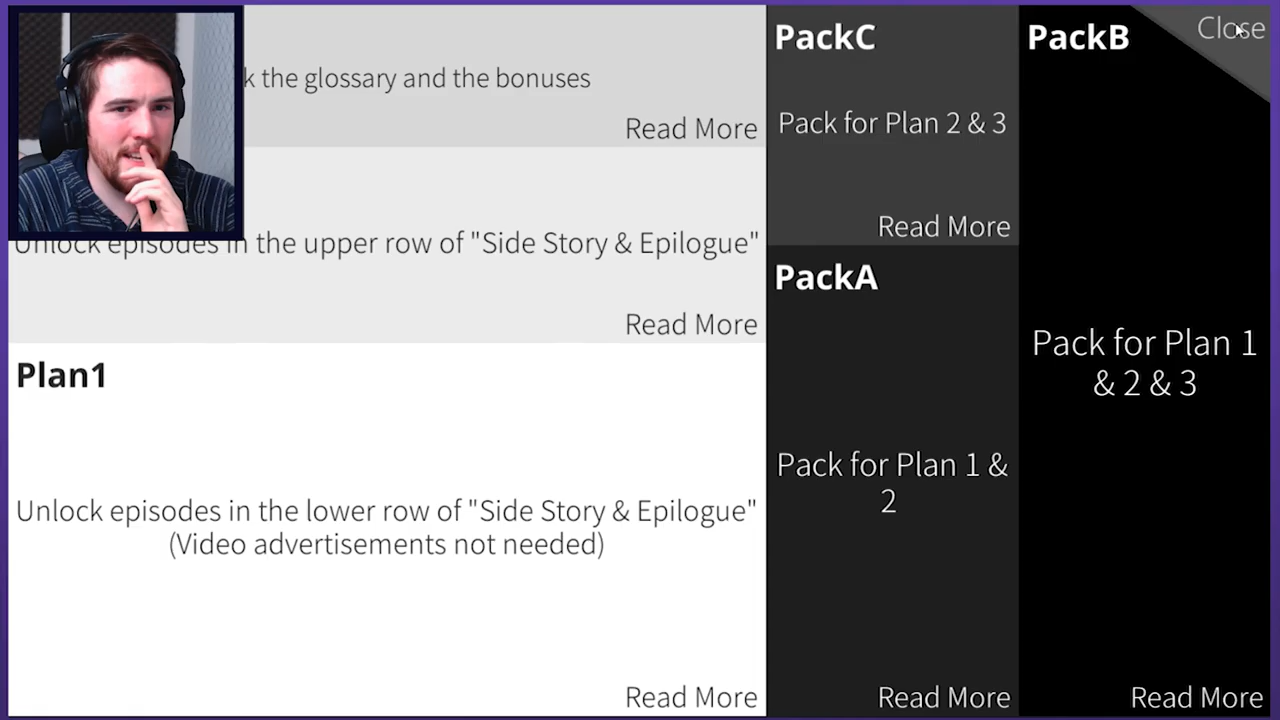 the glossary and the bonuses
Read More
Unlock episodes in the upper row of "Side Story & Epilogue"
Read More
Plan1
Unlock episodes in the lower row of "Side Story & Epilogue"
(Video advertisements not needed)
Read More
PackC
Pack for Plan 2 & 3
Read More
PackA
Pack for Plan 1 &
2
Read More
PackB
Close
Pack for Plan 1
& 2 & 3
Read More